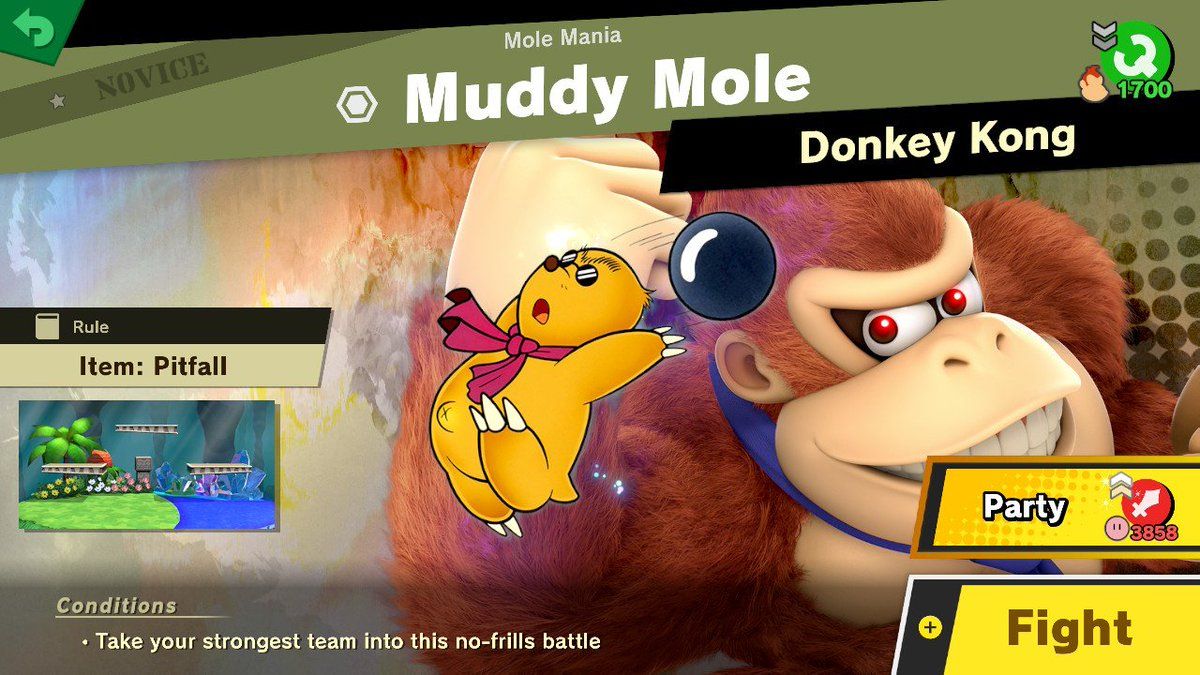 Mole Mania
NOVICE
Muddy Mole
1700
Donkey Kong
Rule
Item: Pitfall
Party
3858
Conditions
• Take your strongest team into this no-frills battle
+ Fight